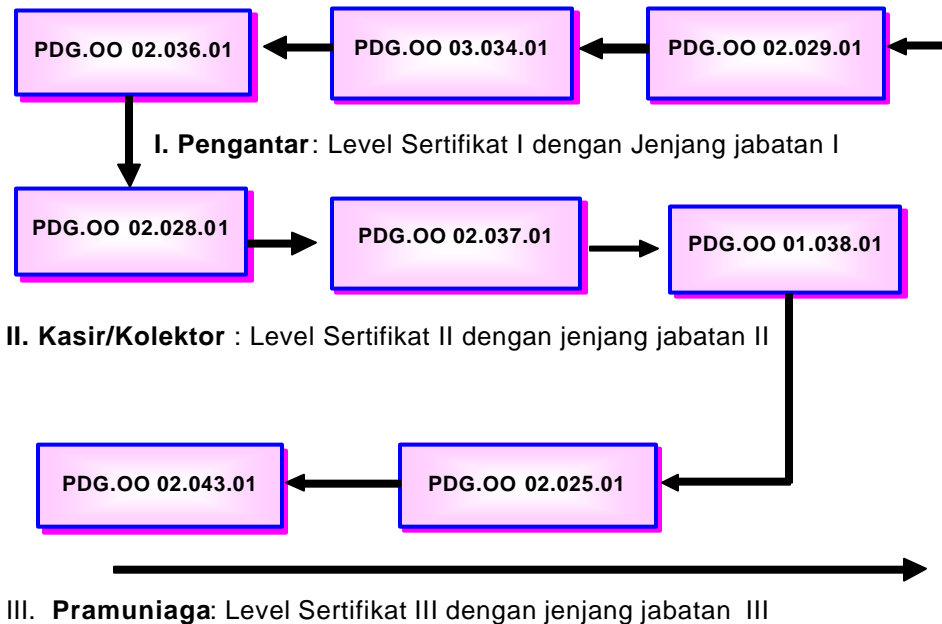 PDG.OO 02.036.01
PDG.OO 03.034.01
PDG.OO 02.029.01
I. Pengantar: Level Sertifikat I dengan Jenjang jabatan I
PDG.OO 02.028.01
PDG.OO 02.037.01
PDG.OO 01.038.01
II. Kasir/Kolektor : Level Sertifikat II dengan jenjang jabatan II
PDG.OO 02.043.01
PDG.OO 02.025.01
III. Pramuniaga: Level Sertifikat III dengan jenjang jabatan III